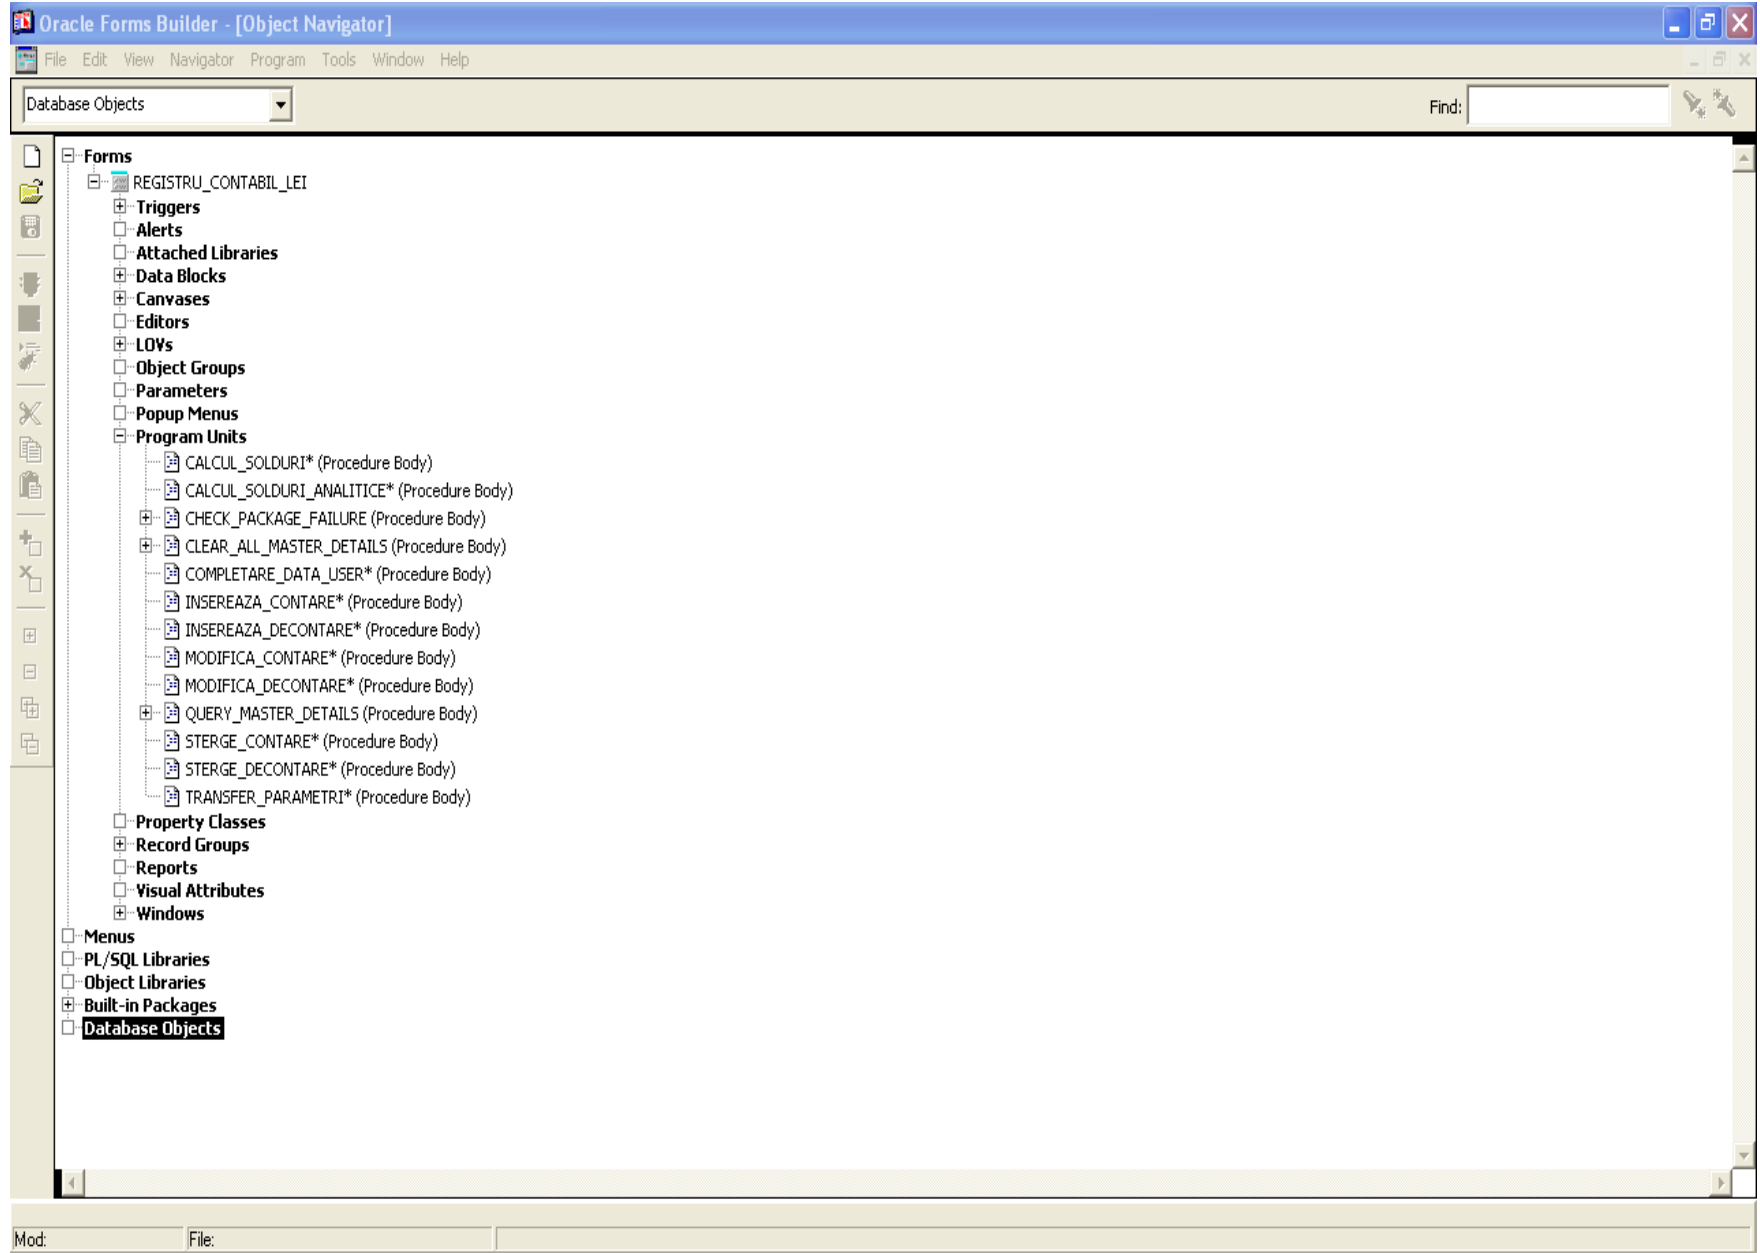 Oracle Forms Builder - [Object Navigator]
File Edit View Navigator Program Tools Window Help
Database Objects
Find:
Forms
REGISTRU_CONTABIL_LEI
Triggers
Alerts
Attached Libraries
Data Blocks
Canvases
Editors
LOVs
Object Groups
Parameters
Popup Menus
Program Units
CALCUL_SOLDURI* (Procedure Body)
CALCUL_SOLDURI_ANALITICE* (Procedure Body)
CHECK_PACKAGE_FAILURE (Procedure Body)
CLEAR_ALL_MASTER_DETAILS (Procedure Body)
COMPLETARE_DATA_USER* (Procedure Body)
INSEREAZA_CONTARE* (Procedure Body)
INSEREAZA_DECONTARE* (Procedure Body)
MODIFICA_CONTARE* (Procedure Body)
MODIFICA_DECONTARE* (Procedure Body)
QUERY_MASTER_DETAILS (Procedure Body)
STERGE_CONTARE* (Procedure Body)
STERGE_DECONTARE* (Procedure Body)
TRANSFER_PARAMETRI* (Procedure Body)
Property Classes
Record Groups
Reports
Visual Attributes
Windows
Menus
PL/SQL Libraries
Object Libraries
Built-in Packages
Database Objects
Mod: File: